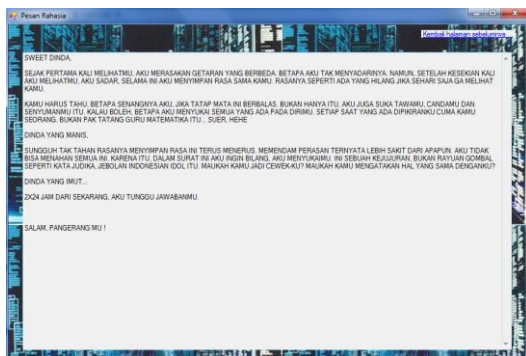 Pesan Rahasia
Kembali halaman sebelumnya
SWEET DINDA,
SEJAK PERTAMA KALI MELIHATMU, AKU MERASAKAN GETARAN YANG BERBEDA. BETAPA AKU TAK MENYADARINYA. NAMUN, SETELAH KESEKIAN KALI
AKU MELIHATMU, AKU SADAR, SELAMA INI AKU MENYIMPAN RASA SAMA KAMU. RASANYA SEPERTI ADA YANG HILANG JIKA SEHARI SAJA GA MELIHAT
KAMU.
KAMU HARUS TAHU, BETAPA SENANGNYA AKU, JIKA TATAP MATA INI BERBALAS. BUKAN HANYA ITU, AKU JUGA SUKA TAWAMU, CANDAMU DAN
SENYUMANMU ITU. KALAU BOLEH, BETAPA AKU MENYUKAI SEMUA YANG ADA PADA DIRIMU. SETIAP SAAT YANG ADA DIPIKIRANKU CUMA KAMU
SEORANG. BUKAN PAK TATANG GURU MATEMATIKA ITU... SUER, HEHE
DINDA YANG MANIS,
SUNGGUH TAK TAHAN RASANYA MENYIMPAN RASA INI TERUS MENERUS. MEMENDAM PERASAN TERNYATA LEBIH SAKIT DARI APAPUN. AKU TIDAK
BISA MENAHAN SEMUA INI. KARENA ITU, DALAM SURAT INI AKU INGIN BILANG, AKU MENYUKAIMU. INI SEBUAH KEJUJURAN, BUKAN RAYUAN GOMBAL
SEPERTI KATA JUDIKA, JEBOLAN INDONESIAN IDOL ITU. MAUKAH KAMU JADI CEWEK-KU? MAUKAH KAMU MENGATAKAN HAL YANG SAMA DENGANKU?
DINDA YANG IMUT...
2X24 JAM DARI SEKARANG, AKU TUNGGU JAWABANMU.
SALAM, PANGERANG MU !